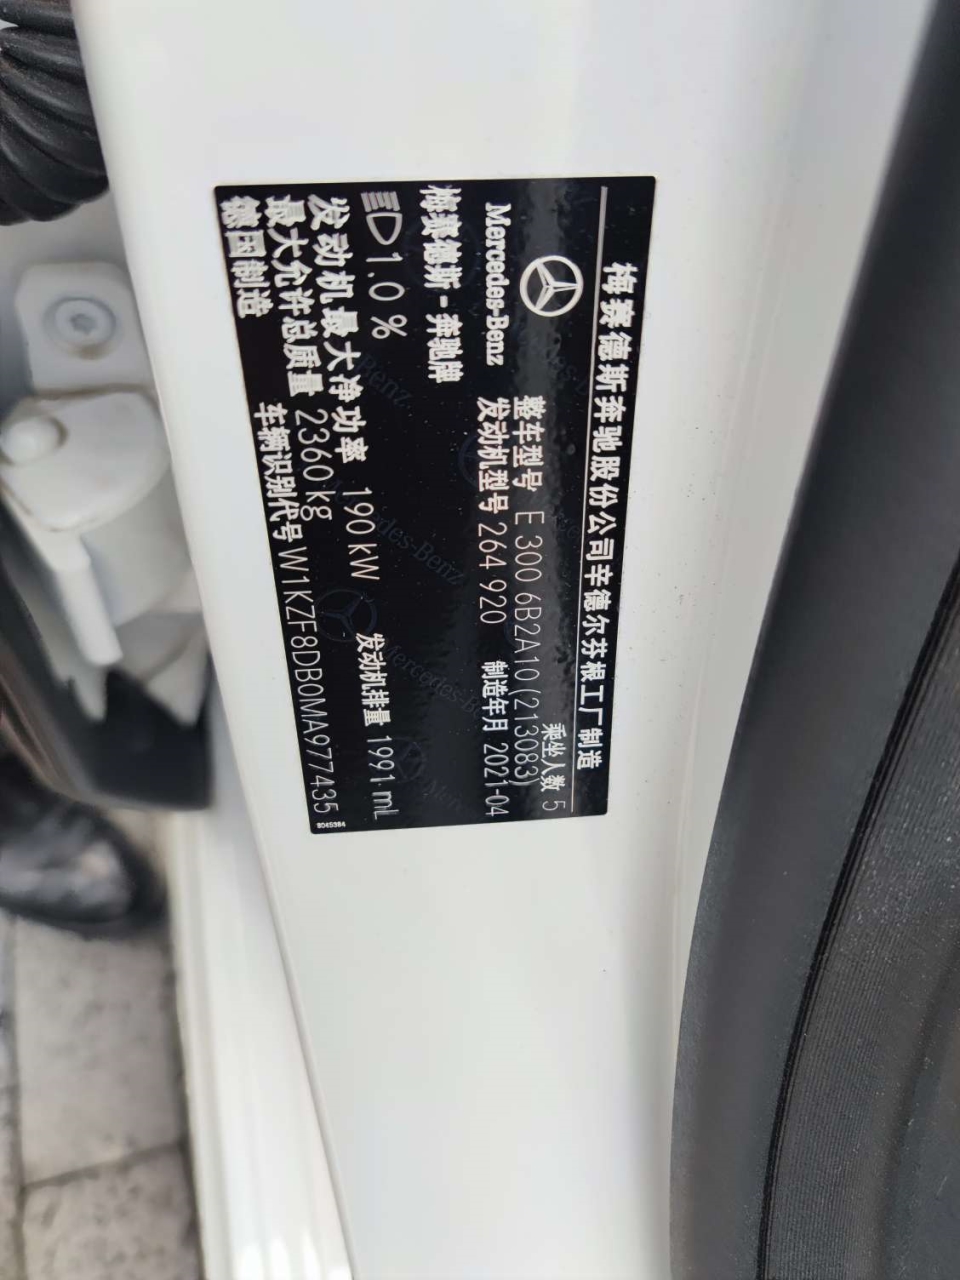 梅赛德斯奔驰股份公司辛德尔芬根工厂制造
Mercedes-Benz
梅赛德斯-奔驰牌
乘坐人数 5
整车型号 E 300 6B2A10 (213083)
发动机型号 264 920
制造年月 2021-04
1.0 %
发动机最大净功率 190 kW
发动机排量 1991 mL
最大允许总质量 2360 kg
德国制造
车辆识别代号 W1KZF8DB0MA977435